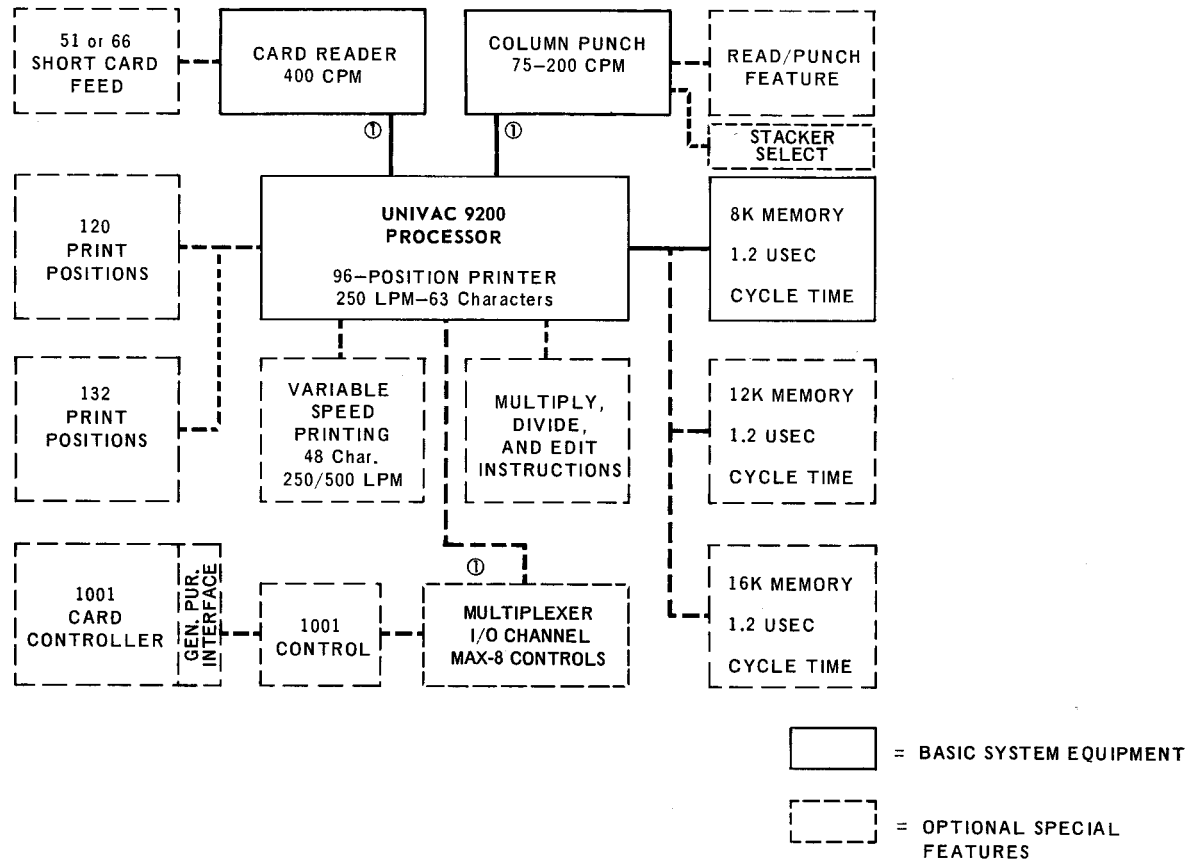 51 or 66
SHORT CARD
FEED
CARD READER
400 CPM
COLUMN PUNCH
75–200 CPM
READ/PUNCH
FEATURE
STACKER
SELECT
①
①
120
PRINT
POSITIONS
UNIVAC 9200
PROCESSOR
96–POSITION PRINTER
250 LPM–63 Characters
8K MEMORY
1.2 USEC
CYCLE TIME
132
PRINT
POSITIONS
VARIABLE
SPEED
PRINTING
48 Char.
250/500 LPM
MULTIPLY,
DIVIDE,
AND EDIT
INSTRUCTIONS
12K MEMORY
1.2 USEC
CYCLE TIME
1001
CARD
CONTROLLER
GEN. PUR.
INTERFACE
1001
CONTROL
①
MULTIPLEXER
I/O CHANNEL
MAX-8 CONTROLS
16K MEMORY
1.2 USEC
CYCLE TIME
= BASIC SYSTEM EQUIPMENT
= OPTIONAL SPECIAL
FEATURES